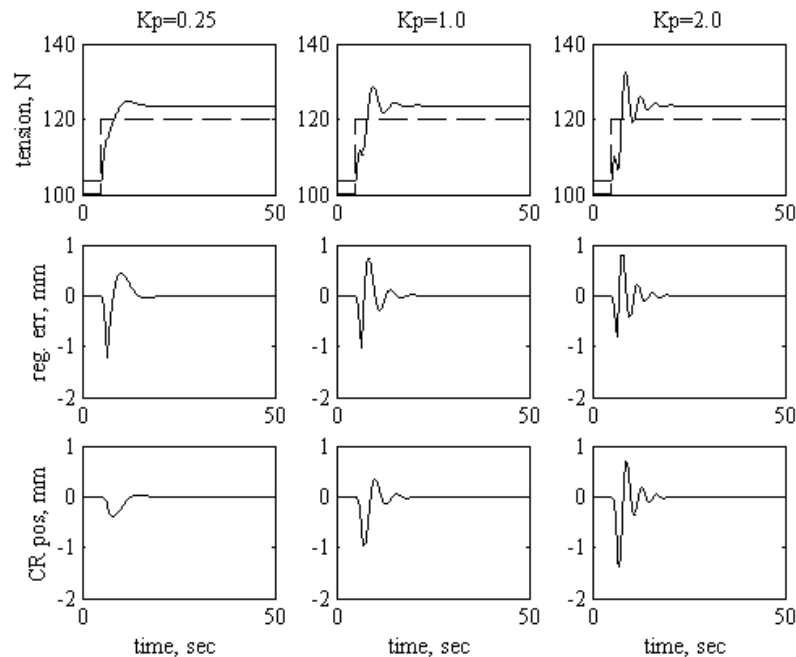 Kp=0.25 Kp=1.0 Kp=2.0
tension, N
140 140 140
120 120 120
100 100 100
0 50 0 50 0 50
reg. err, mm
1 1 1
0 0 0
-1 -1 -1
-2 -2 -2
0 50 0 50 0 50
CR pos, mm
1 1 1
0 0 0
-1 -1 -1
-2 -2 -2
0 50 0 50 0 50
time, sec time, sec time, sec